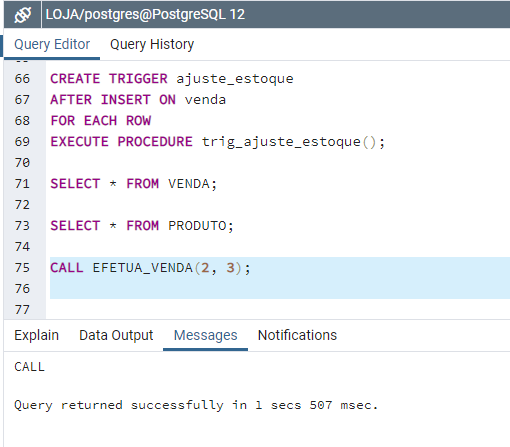 LOJA/postgres@PostgreSQL 12
Query Editor Query History
66 CREATE TRIGGER ajuste_estoque
67 AFTER INSERT ON venda
68 FOR EACH ROW
69 EXECUTE PROCEDURE trig_ajuste_estoque();
70
71 SELECT * FROM VENDA;
72
73 SELECT * FROM PRODUTO;
74
75 CALL EFETUA_VENDA(2, 3);
76
77
Explain Data Output Messages Notifications
CALL
Query returned successfully in 1 secs 507 msec.